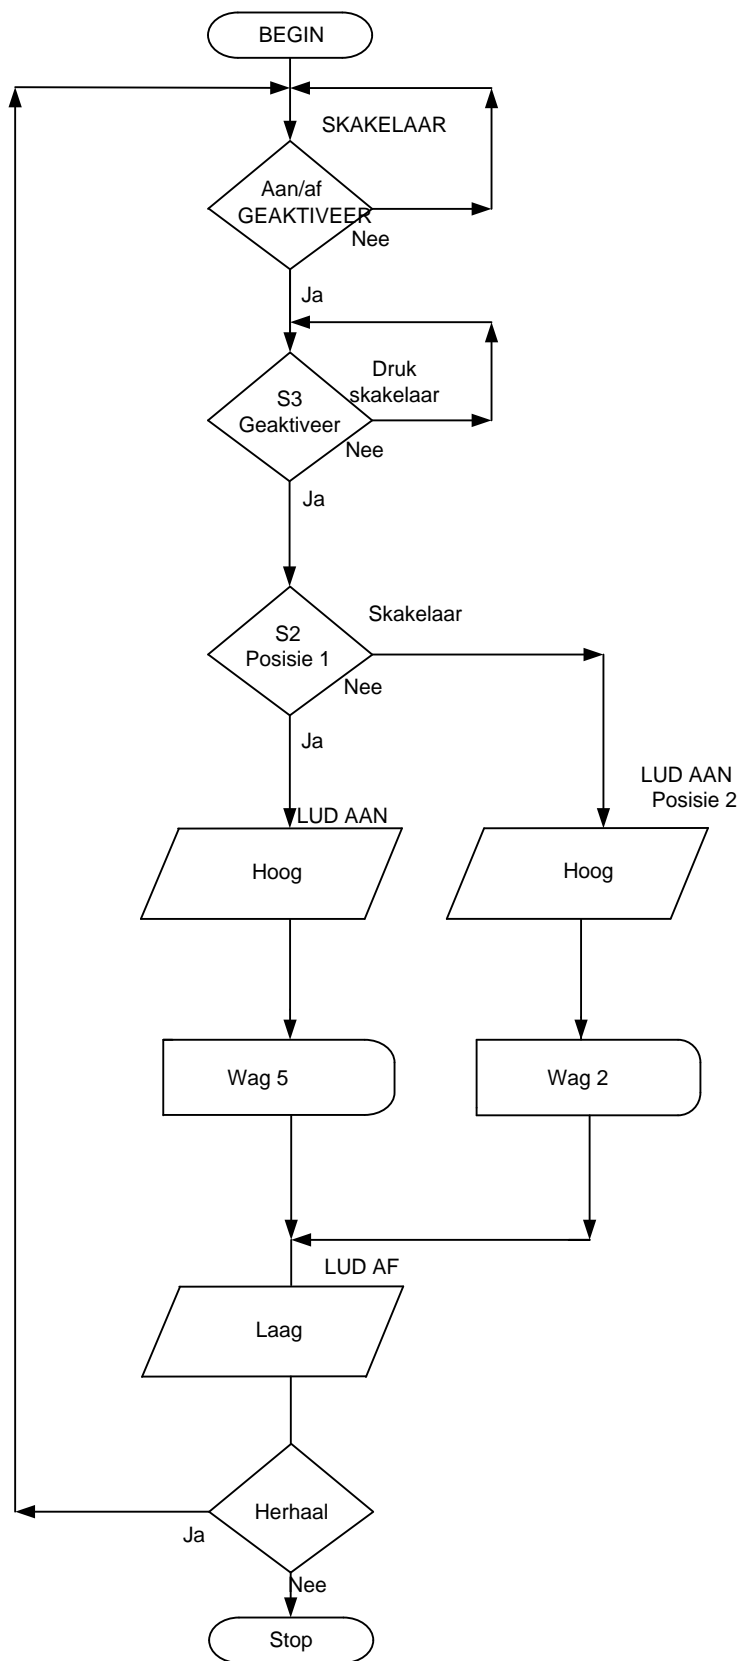 BEGIN
SKAKELAAR
Aan/af
GEAKTIVEER
Nee
Ja
Druk
skakelaar
S3
Geaktiveer
Nee
Ja
Skakelaar
S2
Posisie 1
Nee
Ja
LUD AAN
Posisie 2
LUD AAN
Hoog
Hoog
Wag 5
Wag 2
LUD AF
Laag
Herhaal
Ja
Nee
Stop